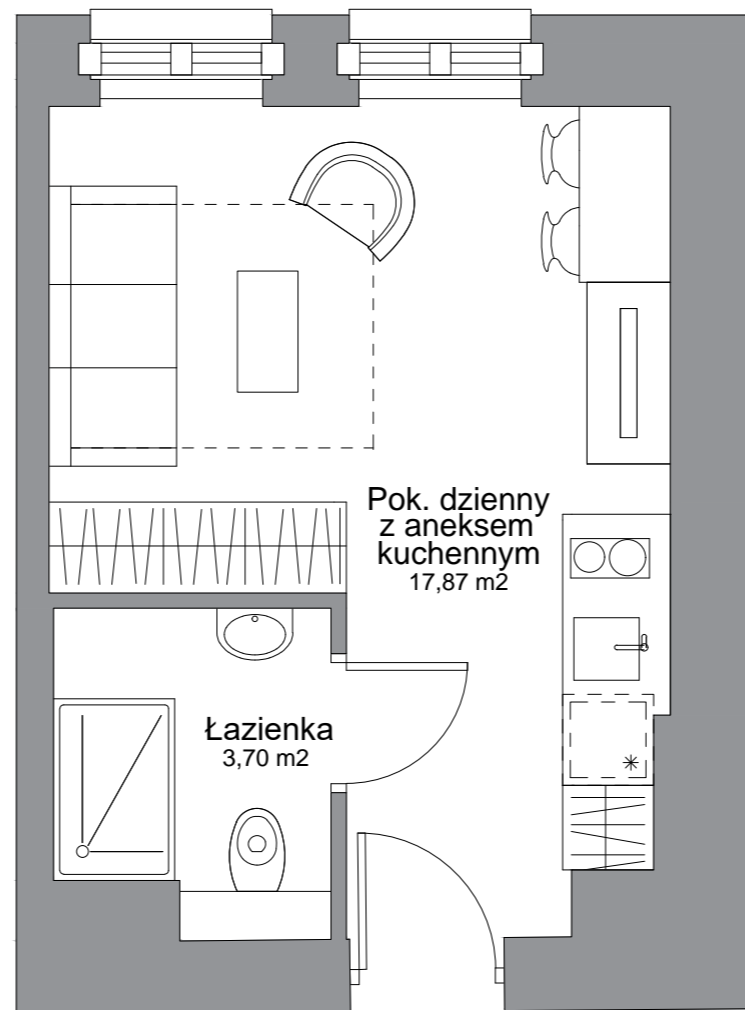 Pok. dzienny
z aneksem
kuchennym
17,87 m2
Łazienka
3,70 m2